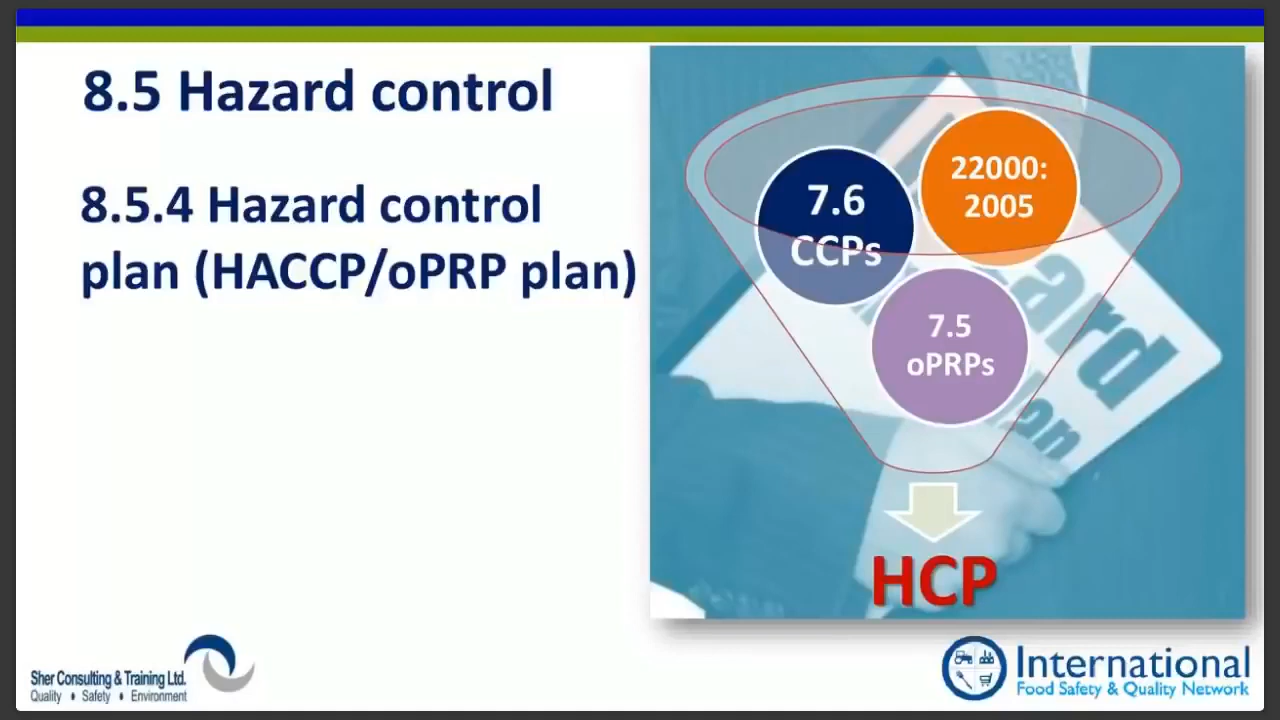 8.5 Hazard control
8.5.4 Hazard control
plan (HACCP/oPRP plan)
7.6
CCPs
22000:
2005
7.5
oPRPs
HCP
Sher Consulting & Training Ltd.
Quality • Safety • Environment
International
Food Safety & Quality Network